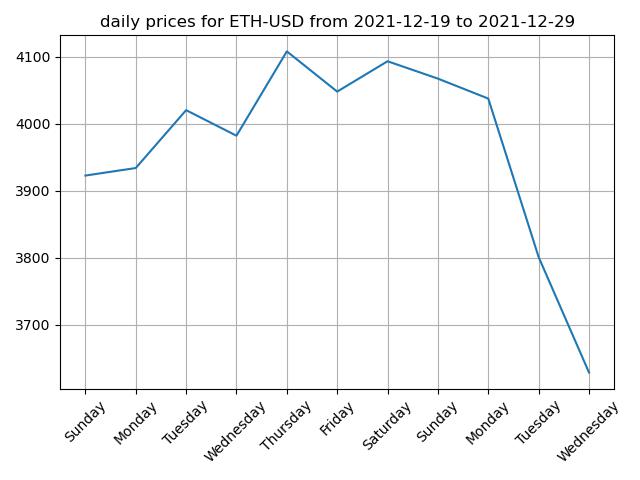 daily prices for ETH-USD from 2021-12-19 to 2021-12-29
4100
4000
3900
3800
3700
Sunday
Monday
Tuesday
Wednesday
Thursday
Friday
Saturday
Sunday
Monday
Tuesday
Wednesday